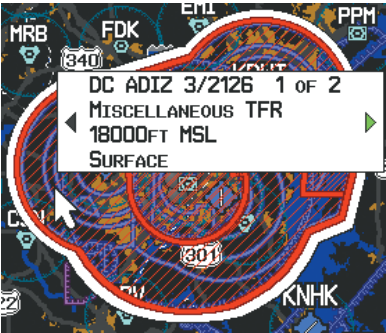 EMI
MRB
FDK
PPM
340
DC ADIZ 3/2126 1 OF 2
MISCELLANEOUS TFR
18000FT MSL
SURFACE
301
KNHK